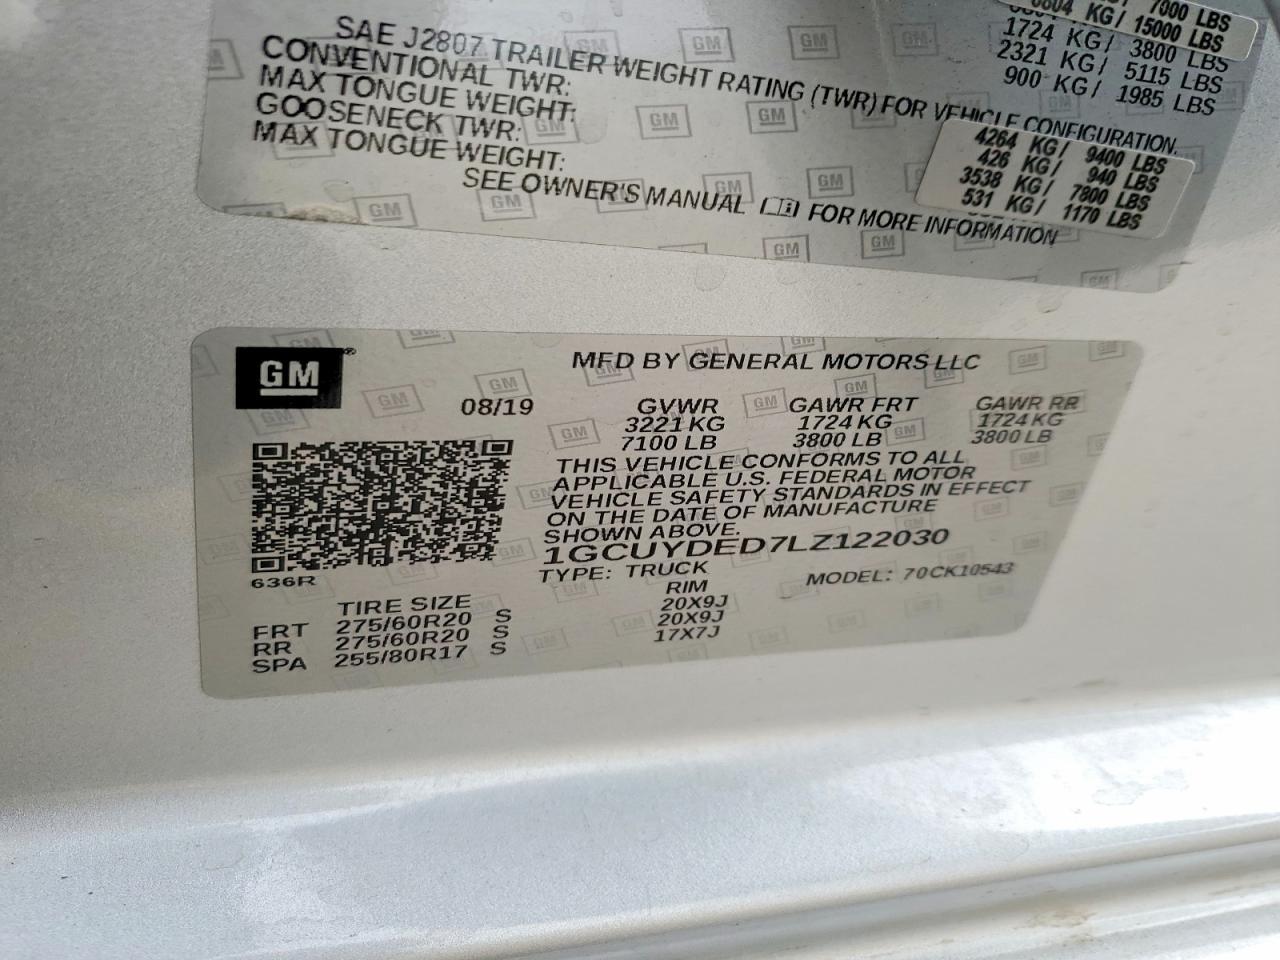 7000 LBS
6804 KG/ 15000 LBS
1724 KG/ 3800 LBS
2321 KG/ 5115 LBS
900 KG/ 1985 LBS
SAE J2807 TRAILER WEIGHT RATING (TWR) FOR VEHICLE CONFIGURATION.
CONVENTIONAL TWR: 4264 KG/ 9400 LBS
MAX TONGUE WEIGHT: 426 KG/ 940 LBS
GOOSENECK TWR: 3538 KG/ 7800 LBS
MAX TONGUE WEIGHT: 531 KG/ 1170 LBS
SEE OWNER'S MANUAL FOR MORE INFORMATION
GM
MFD BY GENERAL MOTORS LLC
08/19 GVWR GAWR FRT GAWR RR
3221 KG 1724 KG 1724 KG
7100 LB 3800 LB 3800 LB
THIS VEHICLE CONFORMS TO ALL
APPLICABLE U.S. FEDERAL MOTOR
VEHICLE SAFETY STANDARDS IN EFFECT
ON THE DATE OF MANUFACTURE
SHOWN ABOVE.
1GCUYDED7LZ122030
636R TYPE: TRUCK MODEL: 70CK10543
TIRE SIZE RIM
FRT 275/60R20 S 20X9J
RR 275/60R20 S 20X9J
SPA 255/80R17 S 17X7J